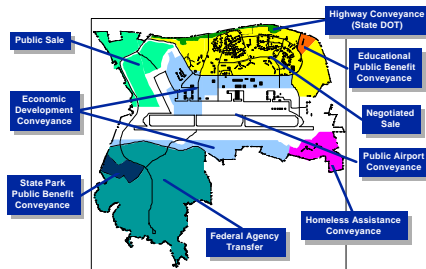 Highway Conveyance
(State DOT)
Public Sale
Educational
Public Benefit
Conveyance
Economic
Development
Conveyance
Negotiated
Sale
Public Airport
Conveyance
State Park
Public Benefit
Conveyance
Homeless Assistance
Conveyance
Federal Agency
Transfer